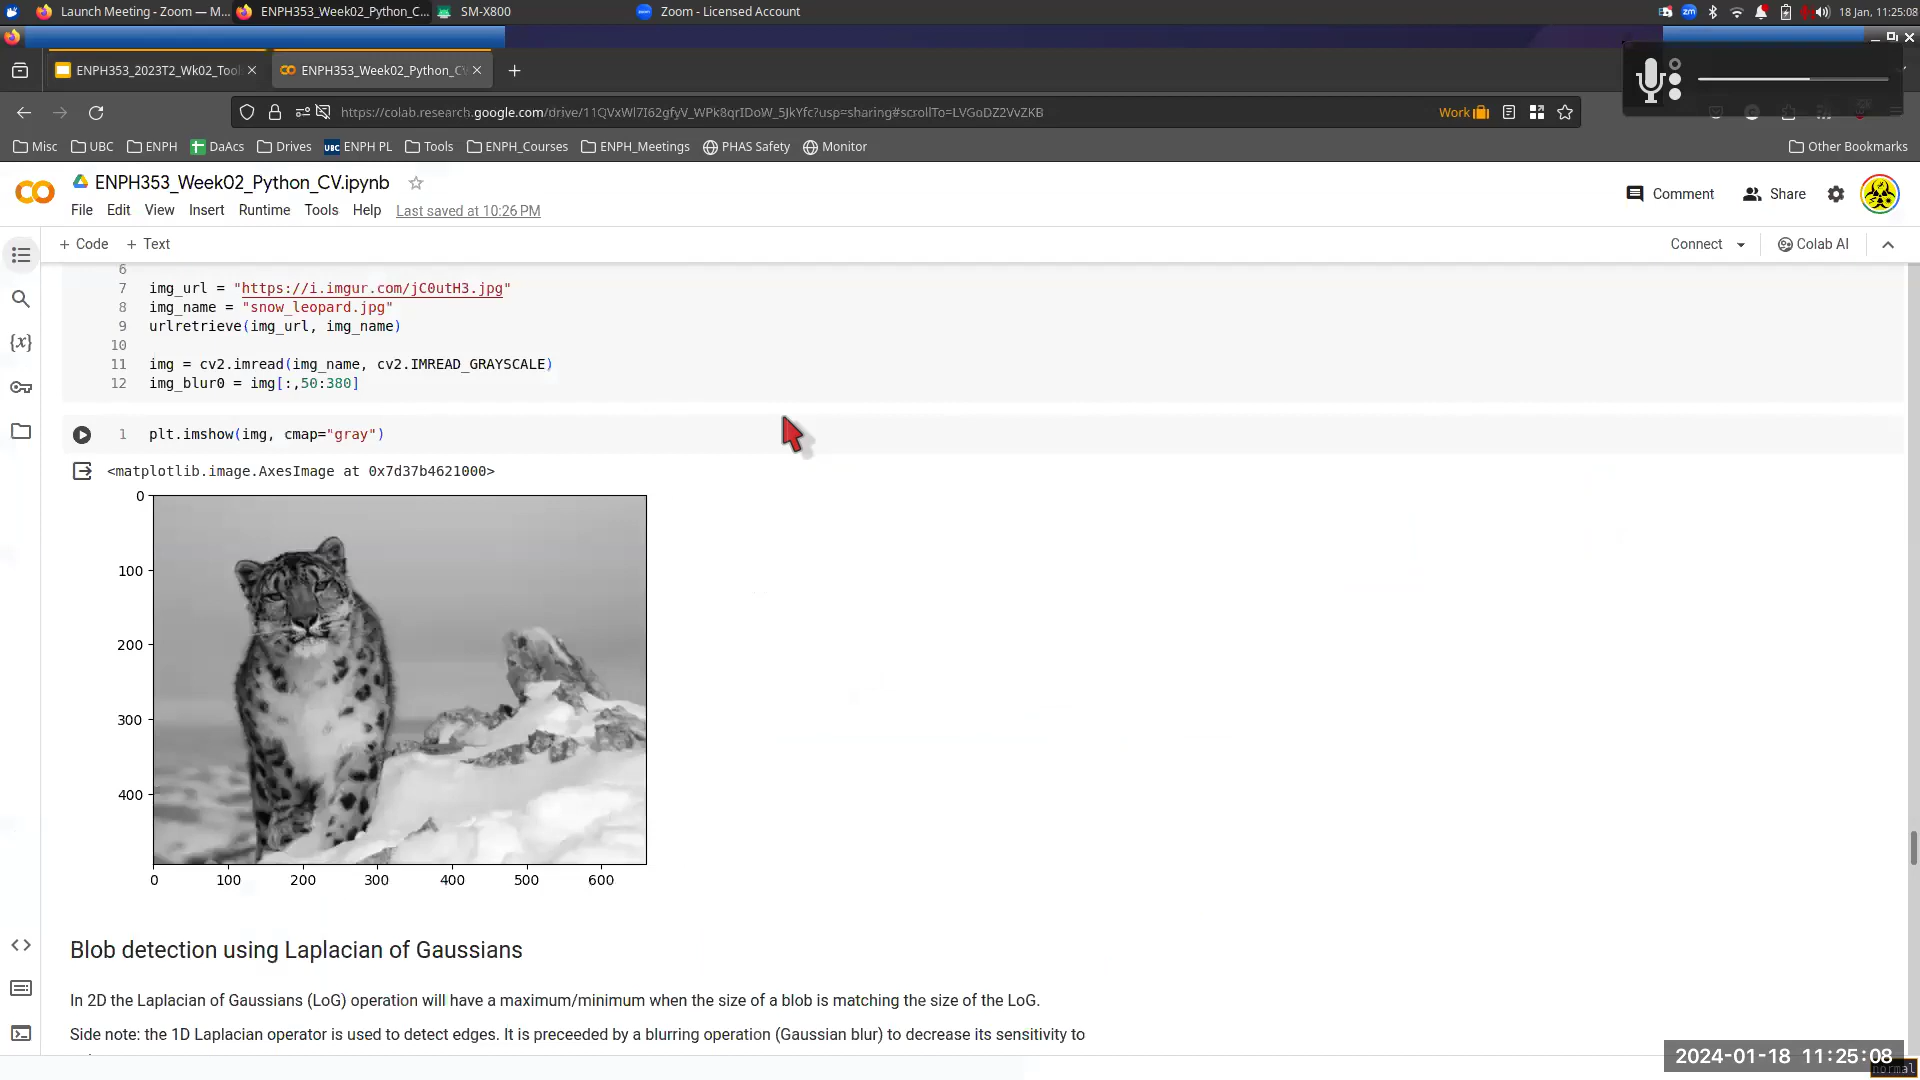 Launch Meeting - Zoom — M...
ENPH353_Week02_Python_C...
SM-X800
Zoom - Licensed Account
18 Jan, 11:25:08
ENPH353_2023T2_Wk02_Tool
ENPH353_Week02_Python_CV
https://colab.research.google.com/drive/11QVxWl7I62gfyV_WPk8qrIDoW_5JkYfc?usp=sharing#scrollTo=LVGqDZ2VvZKB
Work
Misc
UBC
ENPH
DaAcs
Drives
ENPH PL
Tools
ENPH_Courses
ENPH_Meetings
PHAS Safety
Monitor
Other Bookmarks
ENPH353_Week02_Python_CV.ipynb
Comment
Share
File Edit View Insert Runtime Tools Help Last saved at 10:26 PM
+ Code + Text
Connect
Colab AI
6
7 img_url = "https://i.imgur.com/jC0utH3.jpg"
8 img_name = "snow_leopard.jpg"
9 urlretrieve(img_url, img_name)
10
11 img = cv2.imread(img_name, cv2.IMREAD_GRAYSCALE)
12 img_blur0 = img[:,50:380]
1 plt.imshow(img, cmap="gray")
<matplotlib.image.AxesImage at 0x7d37b4621000>
0
100
200
300
400
0 100 200 300 400 500 600
Blob detection using Laplacian of Gaussians
In 2D the Laplacian of Gaussians (LoG) operation will have a maximum/minimum when the size of a blob is matching the size of the LoG.
Side note: the 1D Laplacian operator is used to detect edges. It is preceeded by a blurring operation (Gaussian blur) to decrease its sensitivity to
2024-01-18 11:25:08
normal